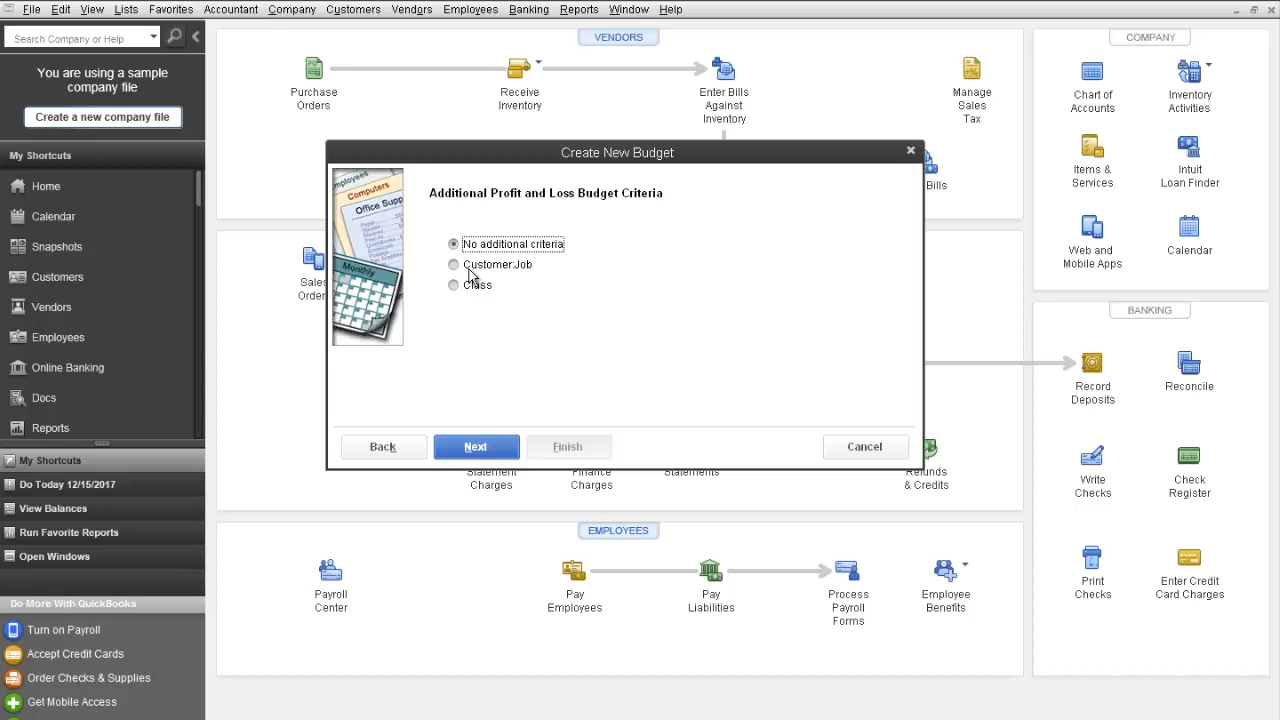 File Edit View Lists Favorites Accountant Company Customers Vendors Employees Banking Reports Window Help
Search Company or Help
You are using a sample
company file
Create a new company file
My Shortcuts
Home
Calendar
Snapshots
Customers
Vendors
Employees
Online Banking
Docs
Reports
My Shortcuts
Do Today 12/15/2017
View Balances
Run Favorite Reports
Open Windows
Do More With QuickBooks
Turn on Payroll
Accept Credit Cards
Order Checks & Supplies
Get Mobile Access
VENDORS
Purchase
Orders
Receive
Inventory
Enter Bills
Against
Inventory
Manage
Sales
Tax
Bills
Sales
Order
Create New Budget
Employees
Computers
Office Supp
Monthly
Additional Profit and Loss Budget Criteria
No additional criteria
Customer:Job
Class
Back
Next
Finish
Cancel
Statement
Charges
Finance
Charges
Statements
Refunds
& Credits
EMPLOYEES
Payroll
Center
Pay
Employees
Pay
Liabilities
Process
Payroll
Forms
Employee
Benefits
COMPANY
Chart of
Accounts
Inventory
Activities
Items &
Services
Intuit
Loan Finder
Web and
Mobile Apps
Calendar
BANKING
Record
Deposits
Reconcile
Write
Checks
Check
Register
Print
Checks
Enter Credit
Card Charges